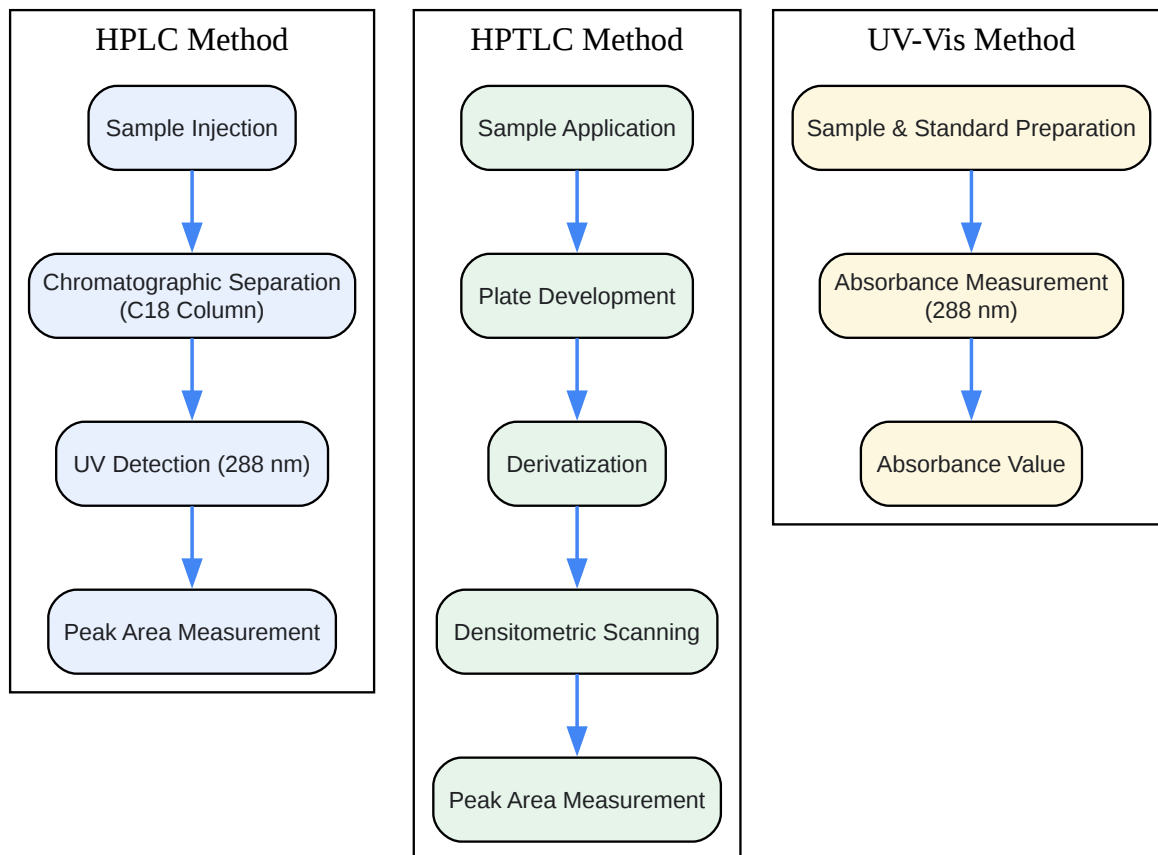 HPLC Method
Sample Injection
Chromatographic Separation
(C18 Column)
UV Detection (288 nm)
Peak Area Measurement
HPTLC Method
Sample Application
Plate Development
Derivatization
Densitometric Scanning
Peak Area Measurement
UV-Vis Method
Sample & Standard Preparation
Absorbance Measurement
(288 nm)
Absorbance Value